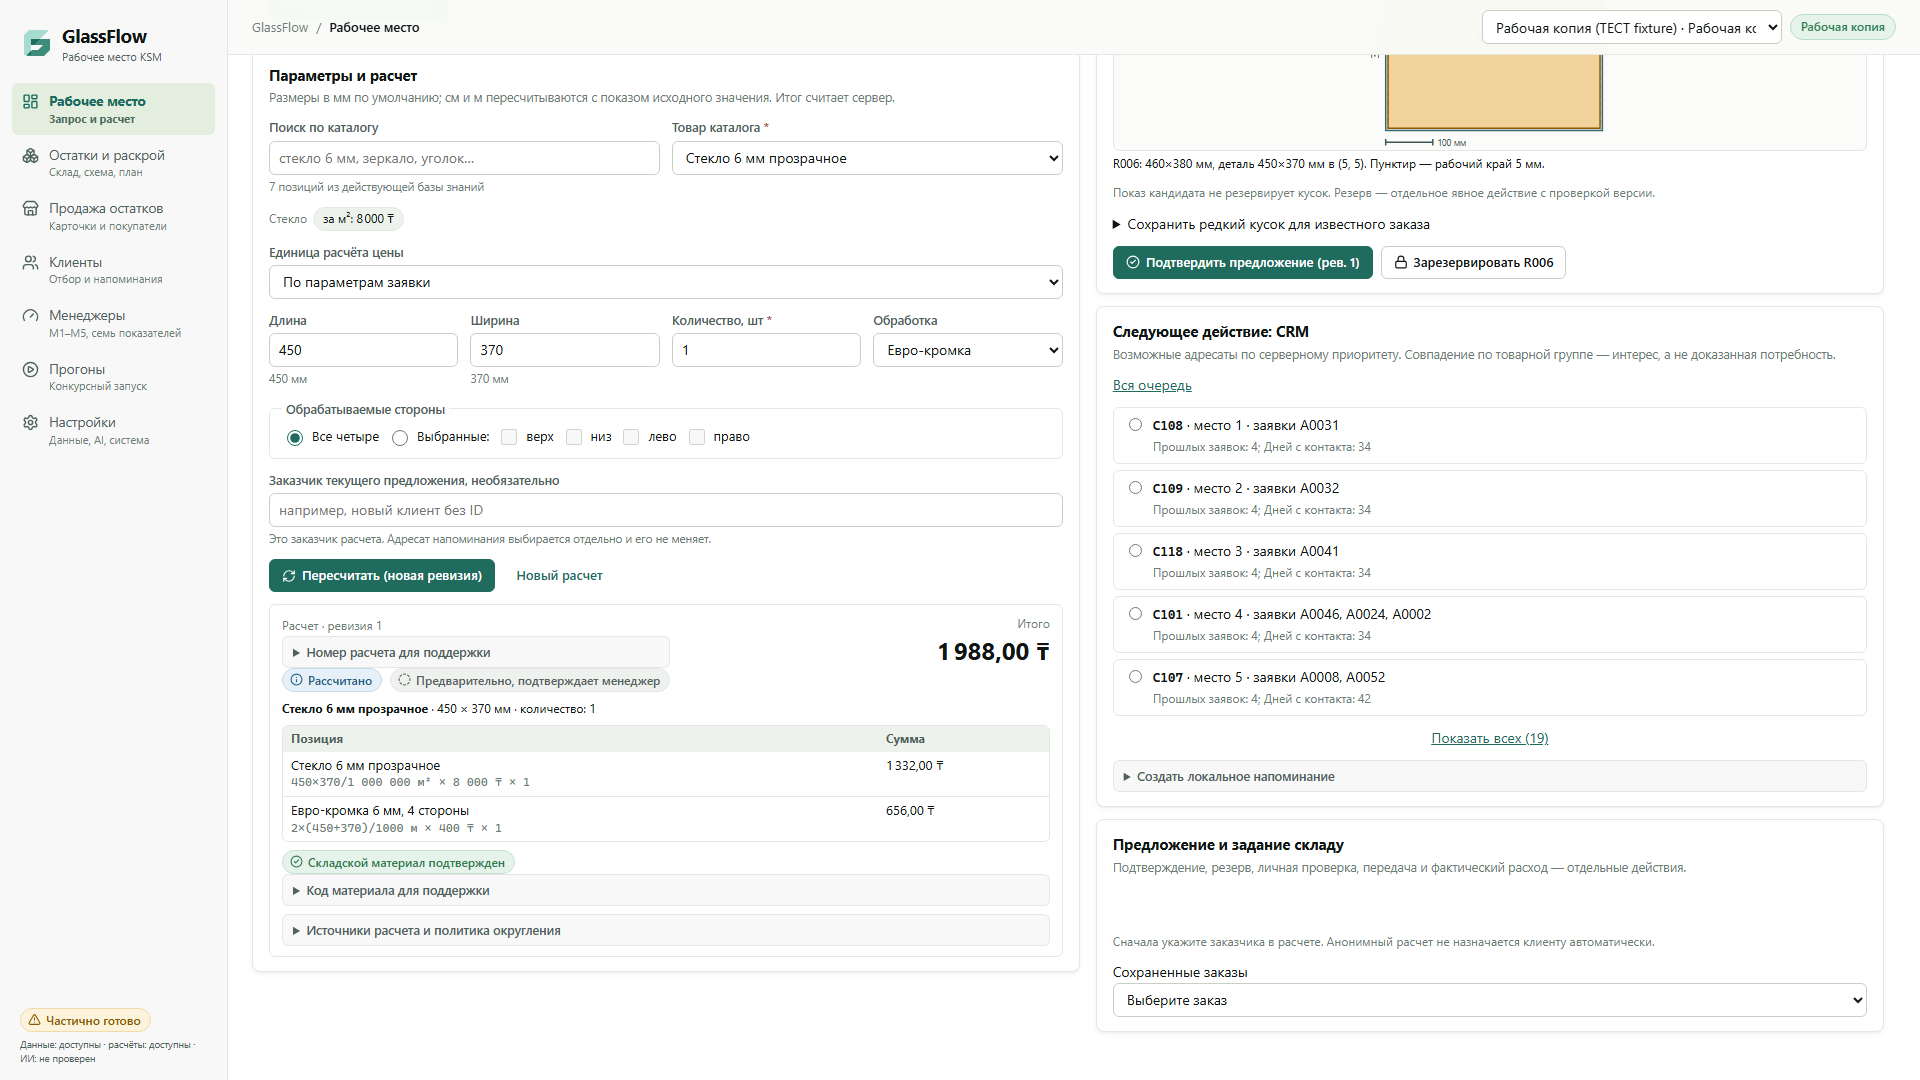 GlassFlow
Рабочее место KSM
Рабочее место
Запрос и расчет
Остатки и раскрой
Склад, схема, план
Продажа остатков
Карточки и покупатели
Клиенты
Отбор и напоминания
Менеджеры
М1–М5, семь показателей
Прогоны
Конкурсный запуск
Настройки
Данные, AI, система
Частично готово
Данные: доступны · расчёты: доступны ·
ИИ: не проверен
GlassFlow / Рабочее место
Рабочая копия (ТЕСТ fixture) · Рабочая кс
Рабочая копия
Параметры и расчет
Размеры в мм по умолчанию; см и м пересчитываются с показом исходного значения. Итог считает сервер.
Поиск по каталогу
стекло 6 мм, зеркало, уголок...
7 позиций из действующей базы знаний
Товар каталога *
Стекло 6 мм прозрачное
Стекло за м²: 8 000 ₸
Единица расчёта цены
По параметрам заявки
Длина Ширина Количество, шт * Обработка
450 370 1 Евро-кромка
450 мм 370 мм
Обрабатываемые стороны
Все четыре Выбранные: верх низ лево право
Заказчик текущего предложения, необязательно
например, новый клиент без ID
Это заказчик расчета. Адресат напоминания выбирается отдельно и его не меняет.
Пересчитать (новая ревизия) Новый расчет
Расчет · ревизия 1
Итого
Номер расчета для поддержки
1 988,00 ₸
Рассчитано Предварительно, подтверждает менеджер
Стекло 6 мм прозрачное · 450 × 370 мм · количество: 1
Позиция Сумма
Стекло 6 мм прозрачное 1 332,00 ₸
450×370/1 000 000 м² × 8 000 ₸ × 1
Евро-кромка 6 мм, 4 стороны 656,00 ₸
2×(450+370)/1000 м × 400 ₸ × 1
Складской материал подтвержден
Код материала для поддержки
Источники расчета и политика округления
100 мм
R006: 460×380 мм, деталь 450×370 мм в (5, 5). Пунктир — рабочий край 5 мм.
Показ кандидата не резервирует кусок. Резерв — отдельное явное действие с проверкой версии.
Сохранить редкий кусок для известного заказа
Подтвердить предложение (рев. 1) Зарезервировать R006
Следующее действие: CRM
Возможные адресаты по серверному приоритету. Совпадение по товарной группе — интерес, а не доказанная потребность.
Вся очередь
C108 · место 1 · заявки A0031
Прошлых заявок: 4; Дней с контакта: 34
C109 · место 2 · заявки A0032
Прошлых заявок: 4; Дней с контакта: 34
C118 · место 3 · заявки A0041
Прошлых заявок: 4; Дней с контакта: 34
C101 · место 4 · заявки A0046, A0024, A0002
Прошлых заявок: 4; Дней с контакта: 34
C107 · место 5 · заявки A0008, A0052
Прошлых заявок: 4; Дней с контакта: 42
Показать всех (19)
Создать локальное напоминание
Предложение и задание складу
Подтверждение, резерв, личная проверка, передача и фактический расход — отдельные действия.
Сначала укажите заказчика в расчете. Анонимный расчет не назначается клиенту автоматически.
Сохраненные заказы
Выберите заказ